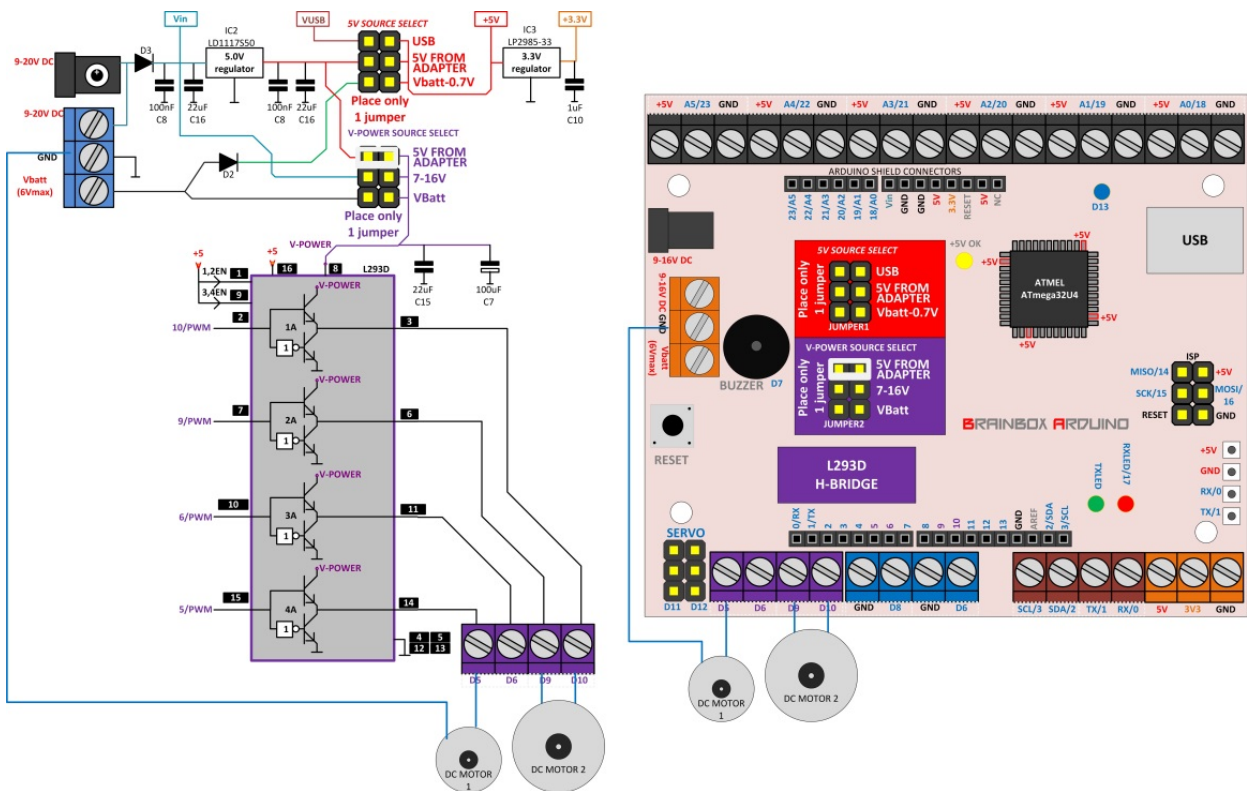 Vin
VUSB
5V SOURCE SELECT
+5V
IC3
LP2985-33
+3.3V
IC2
LD1117S50
D3
9-20V DC
5.0V
regulator
USB
5V FROM
ADAPTER
Vbatt-0.7V
3.3V
regulator
100nF
C8
22uF
C16
100nF
C8
22uF
C16
1uF
C10
Place only
1 jumper
9-20V DC
GND
Vbatt
(6Vmax)
D2
V-POWER SOURCE SELECT
5V FROM
ADAPTER
7-16V
VBatt
Place only
1 jumper
V-POWER
+5
+5
1,2EN
1
16
8
L293D
3,4EN
9
22uF
C15
100uF
C7
V-POWER
2
10/PWM
1A
1
3
V-POWER
7
9/PWM
2A
1
6
V-POWER
10
6/PWM
3A
1
11
V-POWER
15
5/PWM
4A
1
14
4 5
12 13
D5 D6 D9 D10
DC MOTOR
1
DC MOTOR 2
+5V A5/23 GND +5V A4/22 GND +5V A3/21 GND +5V A2/20 GND +5V A1/19 GND +5V A0/18 GND
ARDUINO SHIELD CONNECTORS
23/A5
22/A4
21/A3
20/A2
19/A1
18/A0
Vin
GND
GND
5V
3.3V
RESET
5V
NC
D13
USB
9-16V DC
+5V OK
+5V
+5V
ATMEL
ATmega32U4
+5V
+5V
5V SOURCE SELECT
Place only
1 jumper
USB
5V FROM
ADAPTER
Vbatt-0.7V
JUMPER1
9-16V DC
GND
Vbatt
(6Vmax)
BUZZER D7
V-POWER SOURCE SELECT
Place only
1 jumper
5V FROM
ADAPTER
7-16V
VBatt
JUMPER2
ISP
MISO/14 +5V
SCK/15 MOSI/
16
RESET GND
BRAINBOX ARDUINO
RESET
L293D
H-BRIDGE
TXLED
RXLED/17
+5V
GND
RX/0
TX/1
0/RX
1/TX
2
3
4
5
6
7
8
9
10
11
12
13
GND
AREF
2/SDA
3/SCL
SERVO
D11 D12
D5 D6 D9 D10 GND D8 GND D6
SCL/3 SDA/2 TX/1 RX/0 5V 3V3 GND
DC MOTOR
1
DC MOTOR 2